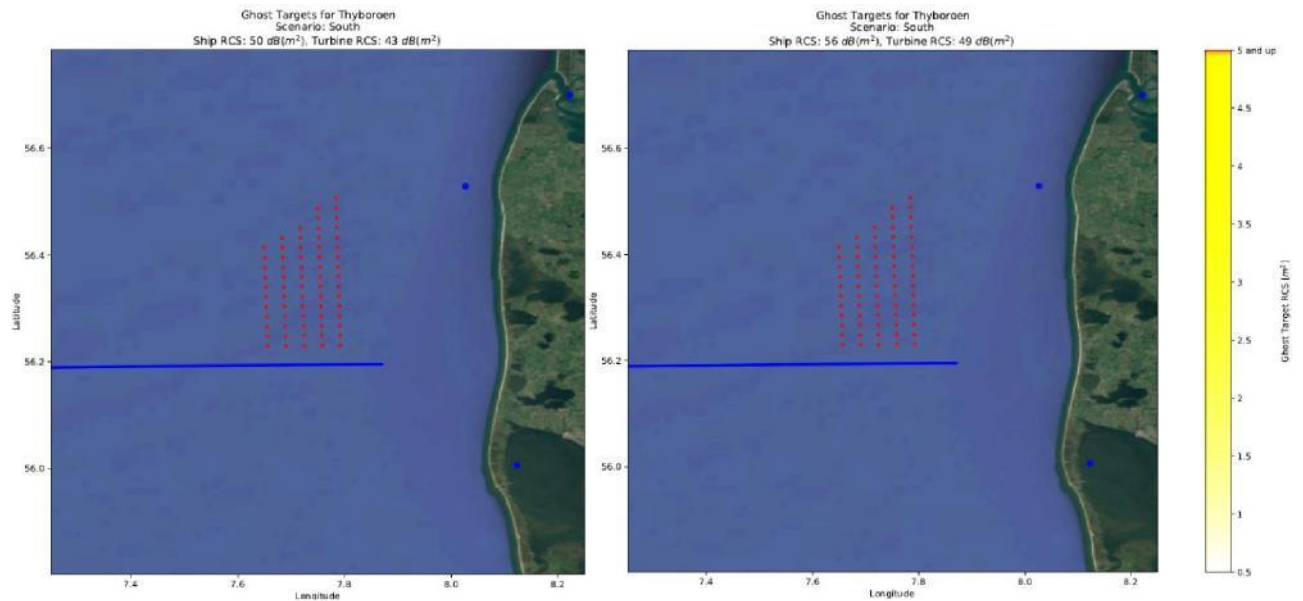 Ghost Targets for Thyboroen
Scenario: South
Ship RCS: 50 dB(m²), Turbine RCS: 43 dB(m²)
56.6
56.4
56.2
56.0
Latitude
7.4
7.6
7.8
8.0
8.2
Longitude
Ghost Targets for Thyboroen
Scenario: South
Ship RCS: 56 dB(m²), Turbine RCS: 49 dB(m²)
56.6
56.4
56.2
56.0
Latitude
7.4
7.6
7.8
8.0
8.2
Longitude
5 and up
4.5
4
3.5
3
2.5
2
1.5
1
0.5
Ghost Target RCS [m²]